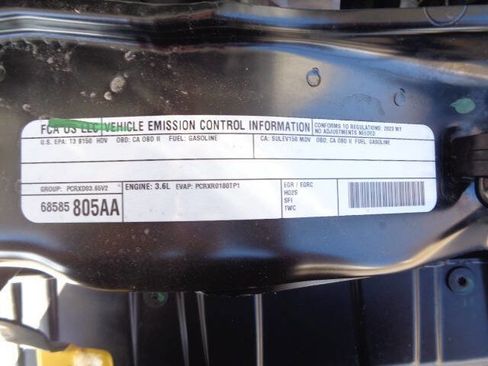 FCA US LLC VEHICLE EMISSION CONTROL INFORMATION
CONFORMS TO REGULATIONS: 2023 MY
NO ADJUSTMENTS NEEDED
U.S. EPA: T3 B150 HDV OBD: CA OBD II FUEL: GASOLINE
CA: SULEV150 MDV OBD: CA OBD II FUEL: GASOLINE
GROUP: PCRXD03.65V2
ENGINE: 3.6L EVAP: PCRXR0180TP1
EGR / EGRC
HO2S
SFI
TWC
68585 805AA